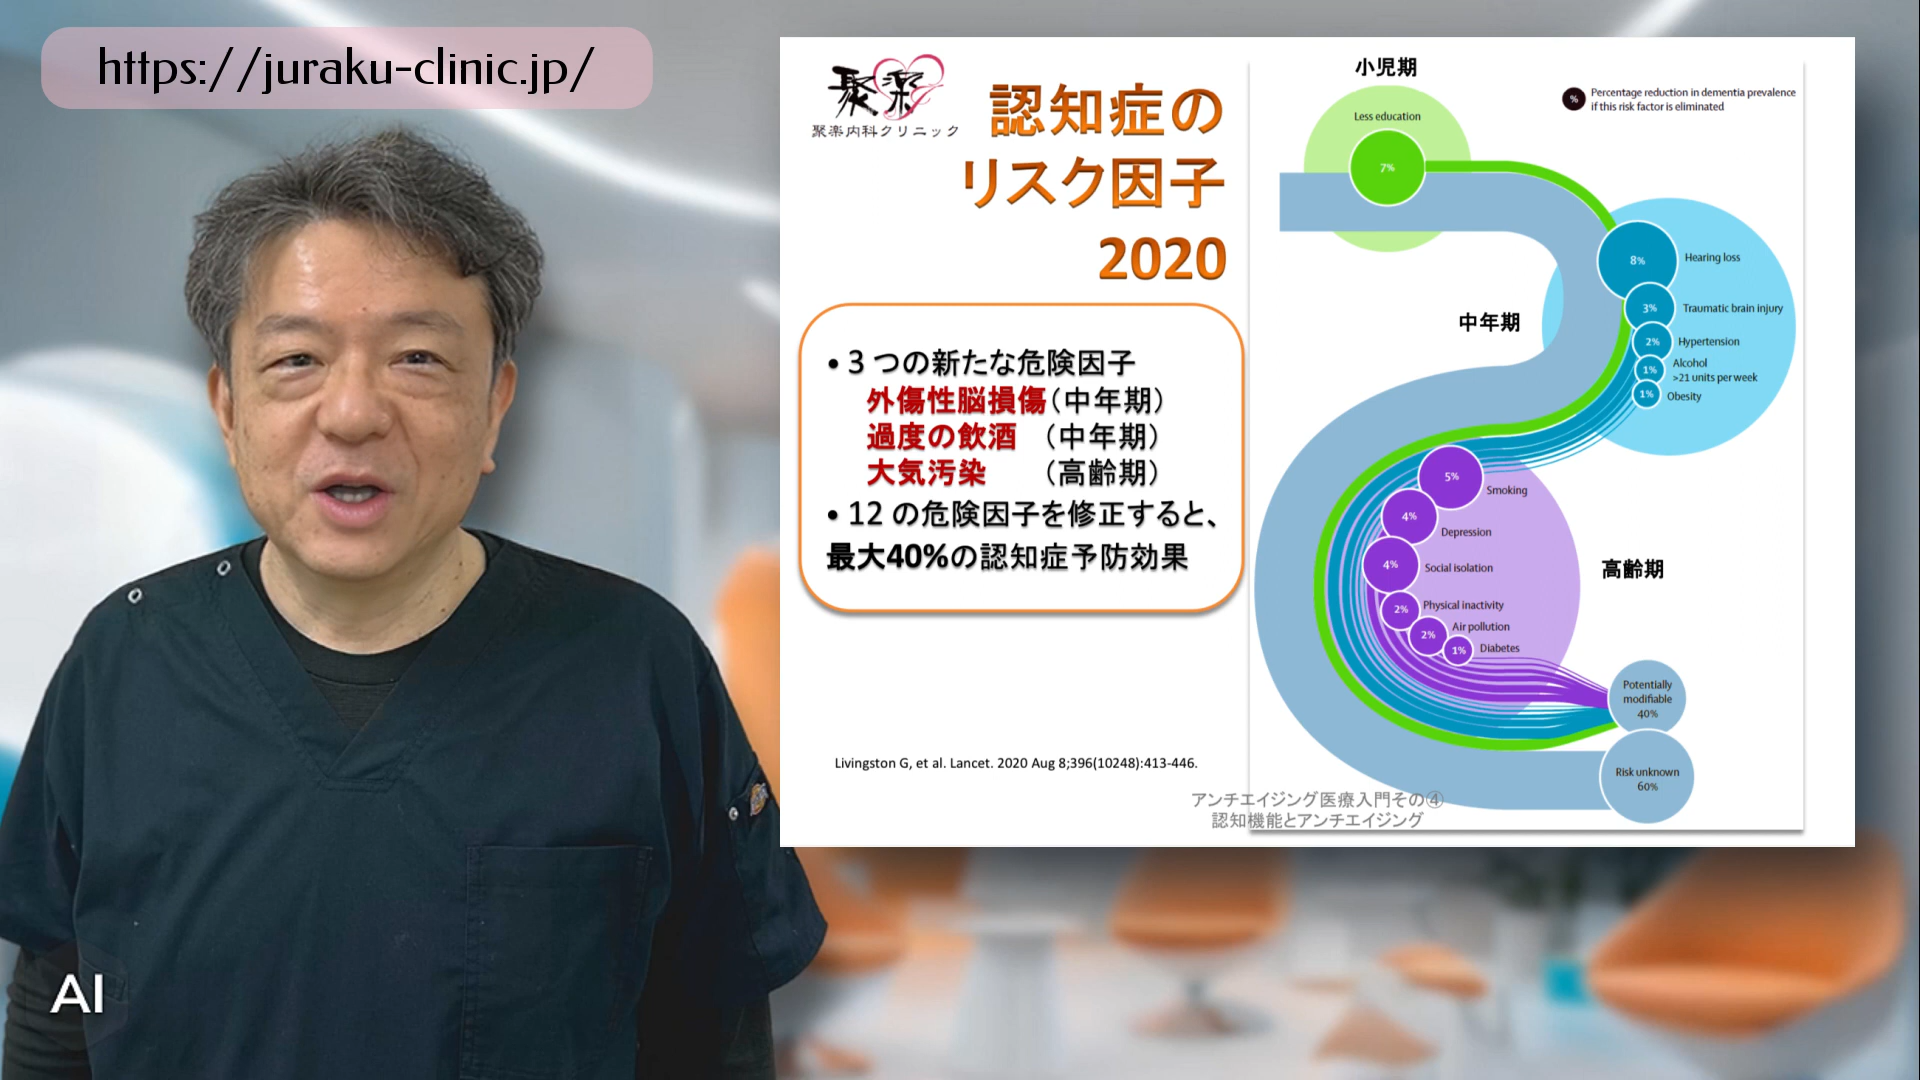 https://juraku-clinic.jp/
聚楽
聚楽内科クリニック
認知症の
リスク因子
2020
• 3 つの新たな危険因子
外傷性脳損傷（中年期）
過度の飲酒 （中年期）
大気汚染 （高齢期）
• 12 の危険因子を修正すると、
最大40%の認知症予防効果
Livingston G, et al. Lancet. 2020 Aug 8;396(10248):413-446.
アンチエイジング医療入門その④
認知機能とアンチエイジング
小児期
% Percentage reduction in dementia prevalence
if this risk factor is eliminated
Less education
7%
8% Hearing loss
3% Traumatic brain injury
中年期
2% Hypertension
1% Alcohol
>21 units per week
1% Obesity
5% Smoking
4% Depression
4% Social isolation
高齢期
2% Physical inactivity
2% Air pollution
1% Diabetes
Potentially
modifiable
40%
Risk unknown
60%
AI